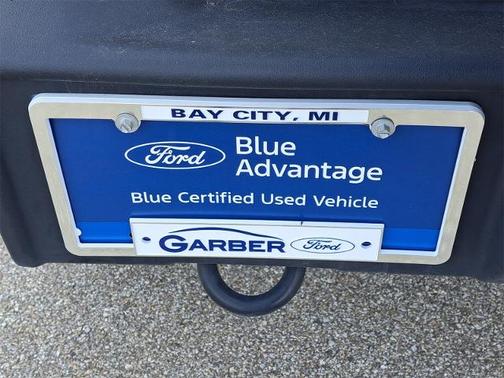 BAY CITY, MI
Ford
Blue
Advantage
Blue Certified Used Vehicle
GARBER Ford